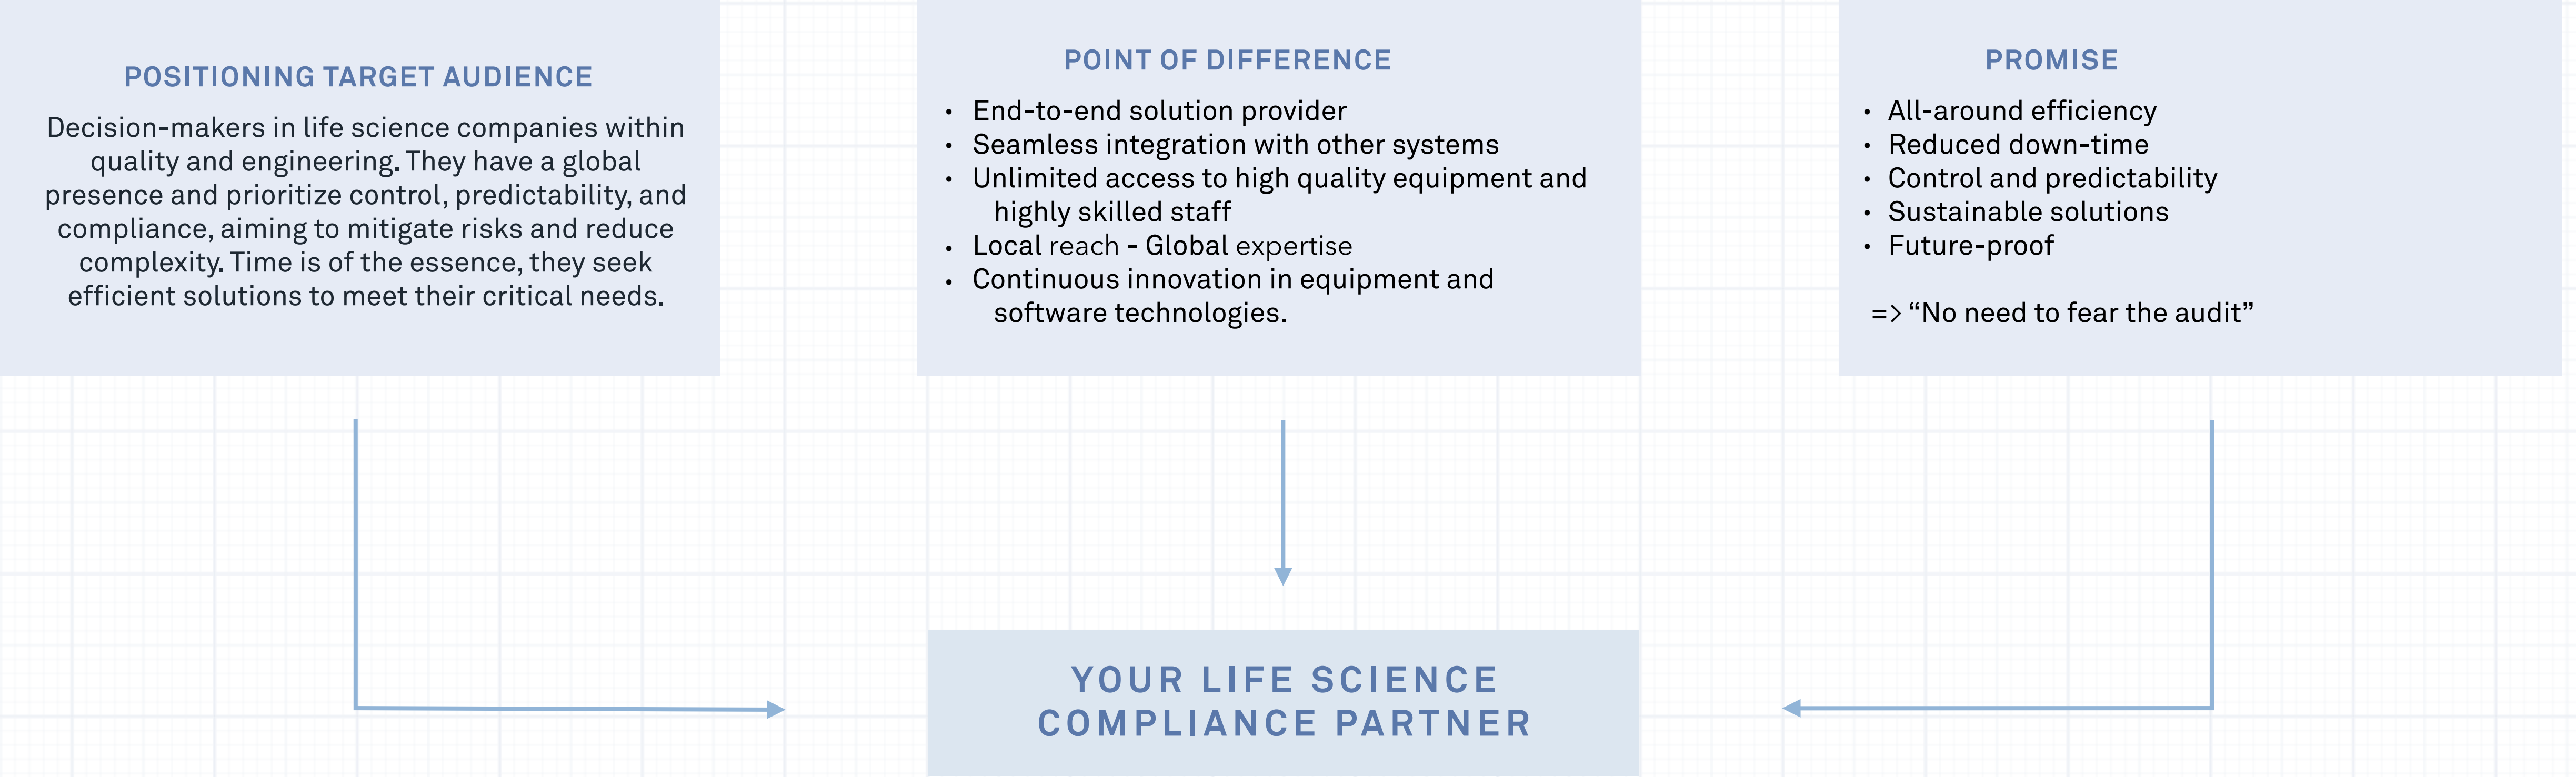 POSITIONING TARGET AUDIENCE
Decision-makers in life science companies within
quality and engineering. They have a global
presence and prioritize control, predictability, and
compliance, aiming to mitigate risks and reduce
complexity. Time is of the essence, they seek
efficient solutions to meet their critical needs.
POINT OF DIFFERENCE
• End-to-end solution provider
• Seamless integration with other systems
• Unlimited access to high quality equipment and
highly skilled staff
• Local reach - Global expertise
• Continuous innovation in equipment and
software technologies.
PROMISE
• All-around efficiency
• Reduced down-time
• Control and predictability
• Sustainable solutions
• Future-proof
=> “No need to fear the audit”
YOUR LIFE SCIENCE
COMPLIANCE PARTNER